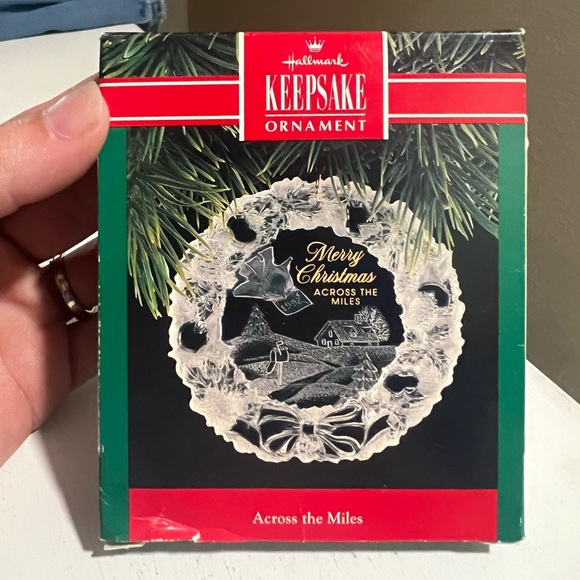 Hallmark
KEEPSAKE
ORNAMENT
Merry
Christmas
ACROSS THE
MILES
Across the Miles